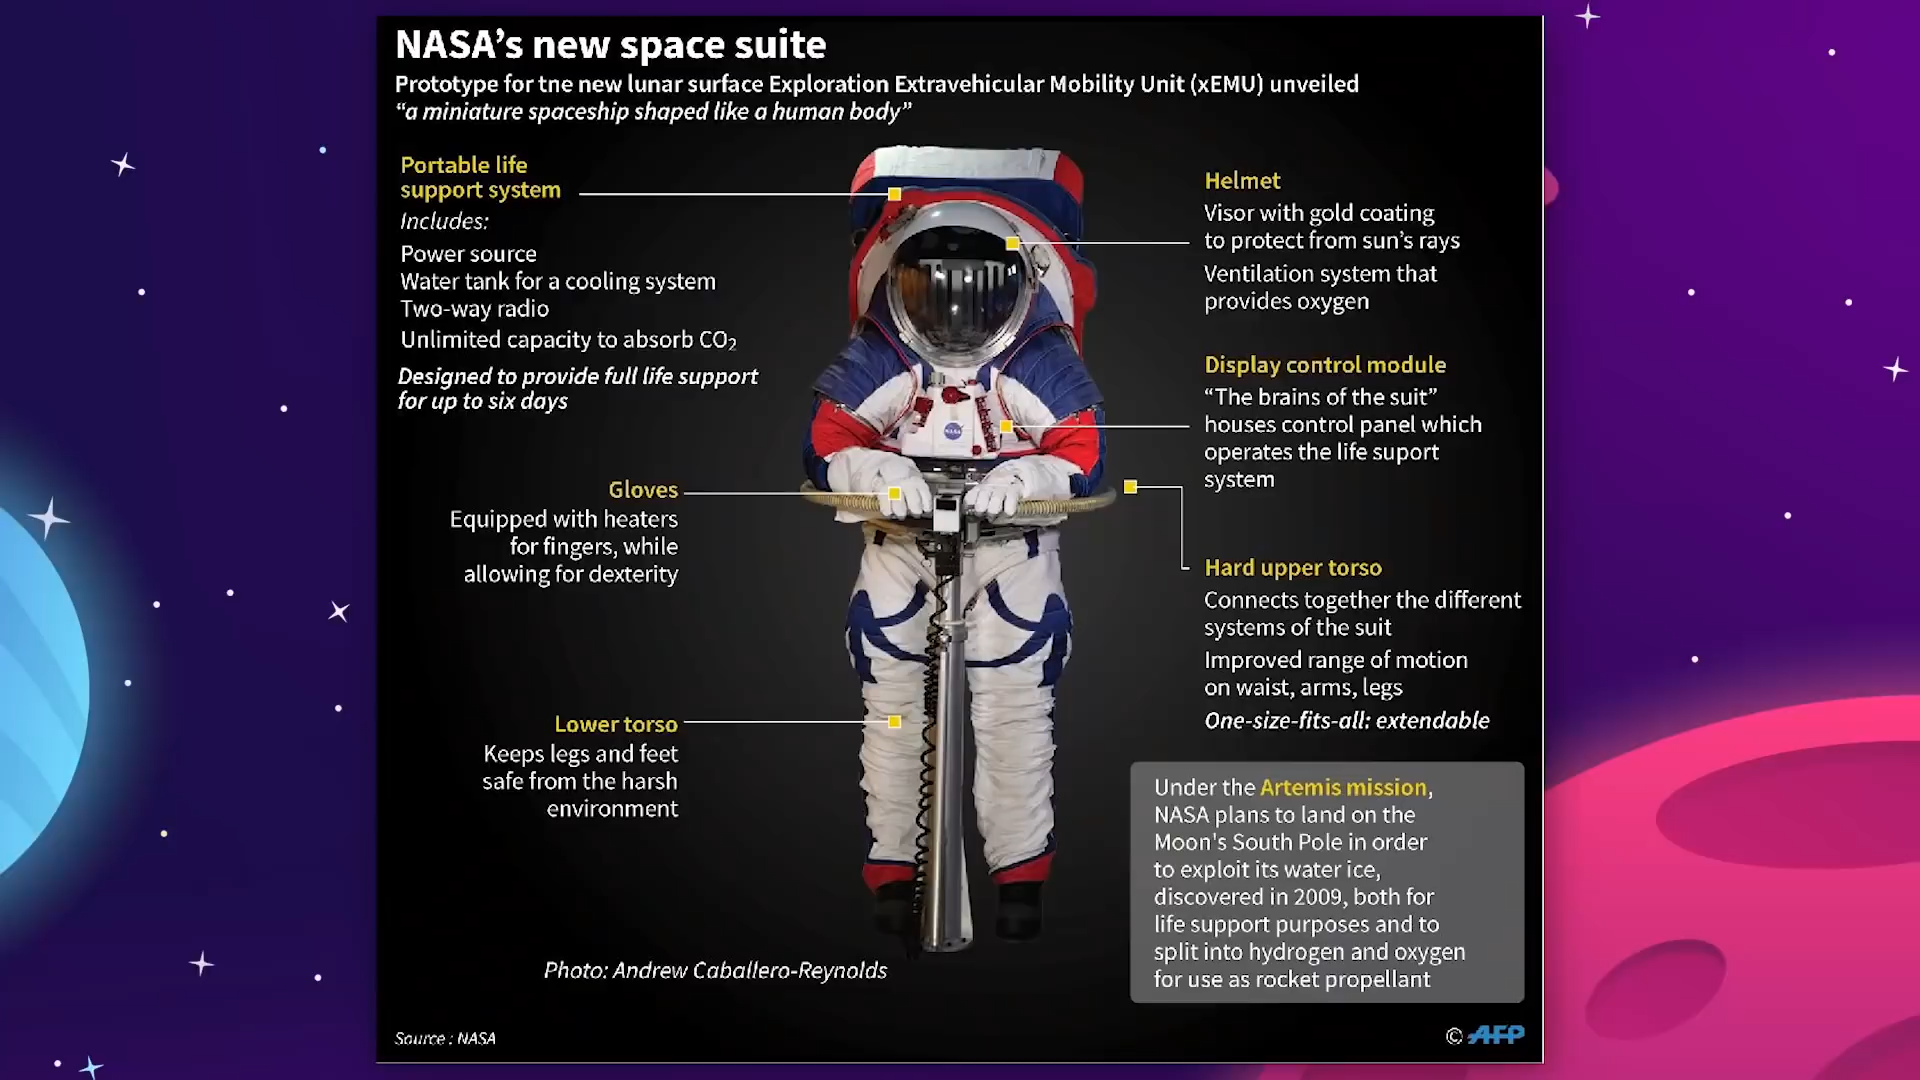 NASA's new space suite
Prototype for tne new lunar surface Exploration Extravehicular Mobility Unit (xEMU) unveiled
"a miniature spaceship shaped like a human body"
Portable life
support system
Includes:
Power source
Water tank for a cooling system
Two-way radio
Unlimited capacity to absorb CO₂
Designed to provide full life support
for up to six days
Gloves
Equipped with heaters
for fingers, while
allowing for dexterity
Lower torso
Keeps legs and feet
safe from the harsh
environment
Helmet
Visor with gold coating
to protect from sun's rays
Ventilation system that
provides oxygen
Display control module
"The brains of the suit"
houses control panel which
operates the life suport
system
Hard upper torso
Connects together the different
systems of the suit
Improved range of motion
on waist, arms, legs
One-size-fits-all: extendable
NASA
Under the Artemis mission,
NASA plans to land on the
Moon's South Pole in order
to exploit its water ice,
discovered in 2009, both for
life support purposes and to
split into hydrogen and oxygen
for use as rocket propellant
Photo: Andrew Caballero-Reynolds
Source : NASA
© AFP